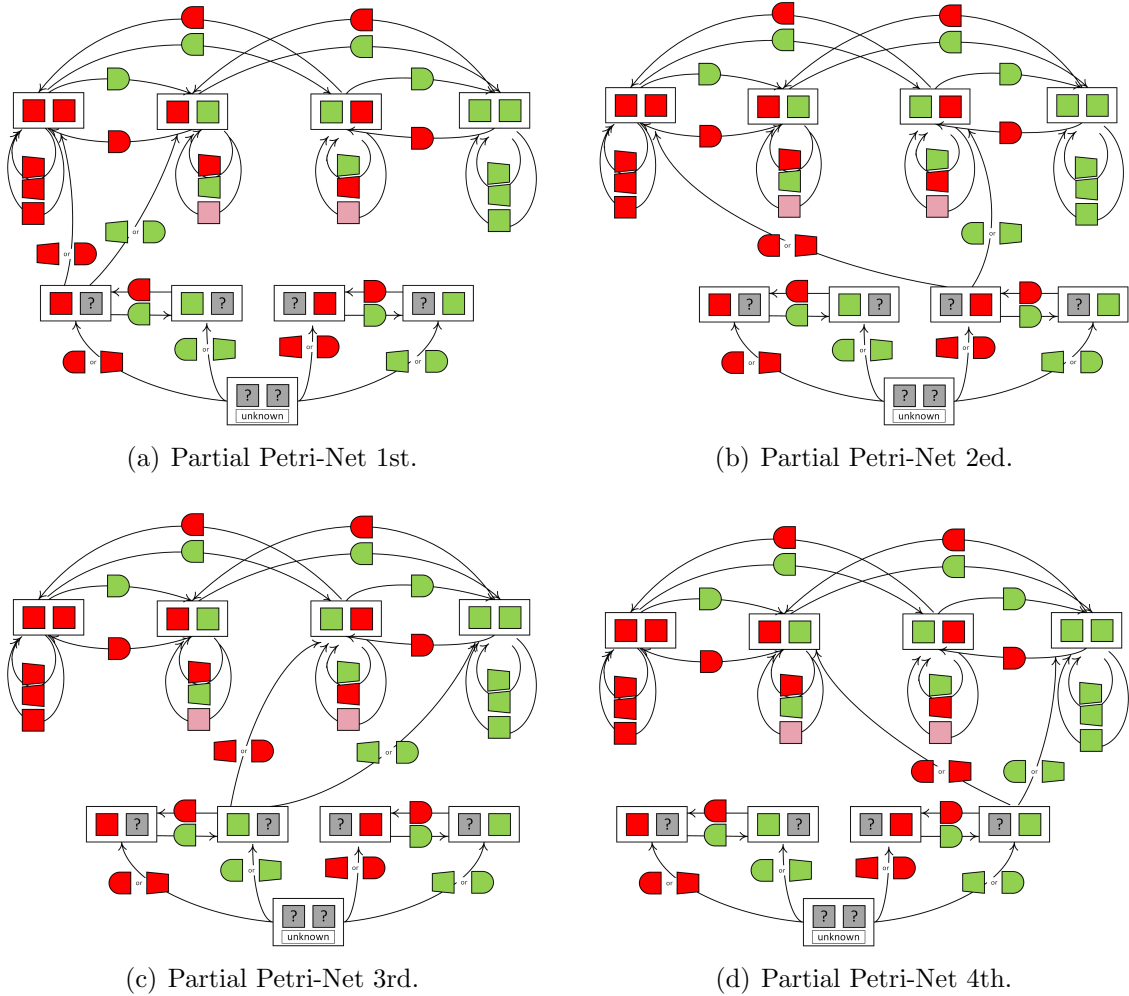 or or
? ?
? ?
or or or or
? ?
unknown
(a) Partial Petri-Net 1st.
or or
? ?
? ?
or or or or
? ?
unknown
(b) Partial Petri-Net 2ed.
or or
? ?
? ?
or or or or
? ?
unknown
(c) Partial Petri-Net 3rd.
or or
? ?
? ?
or or or or
? ?
unknown
(d) Partial Petri-Net 4th.